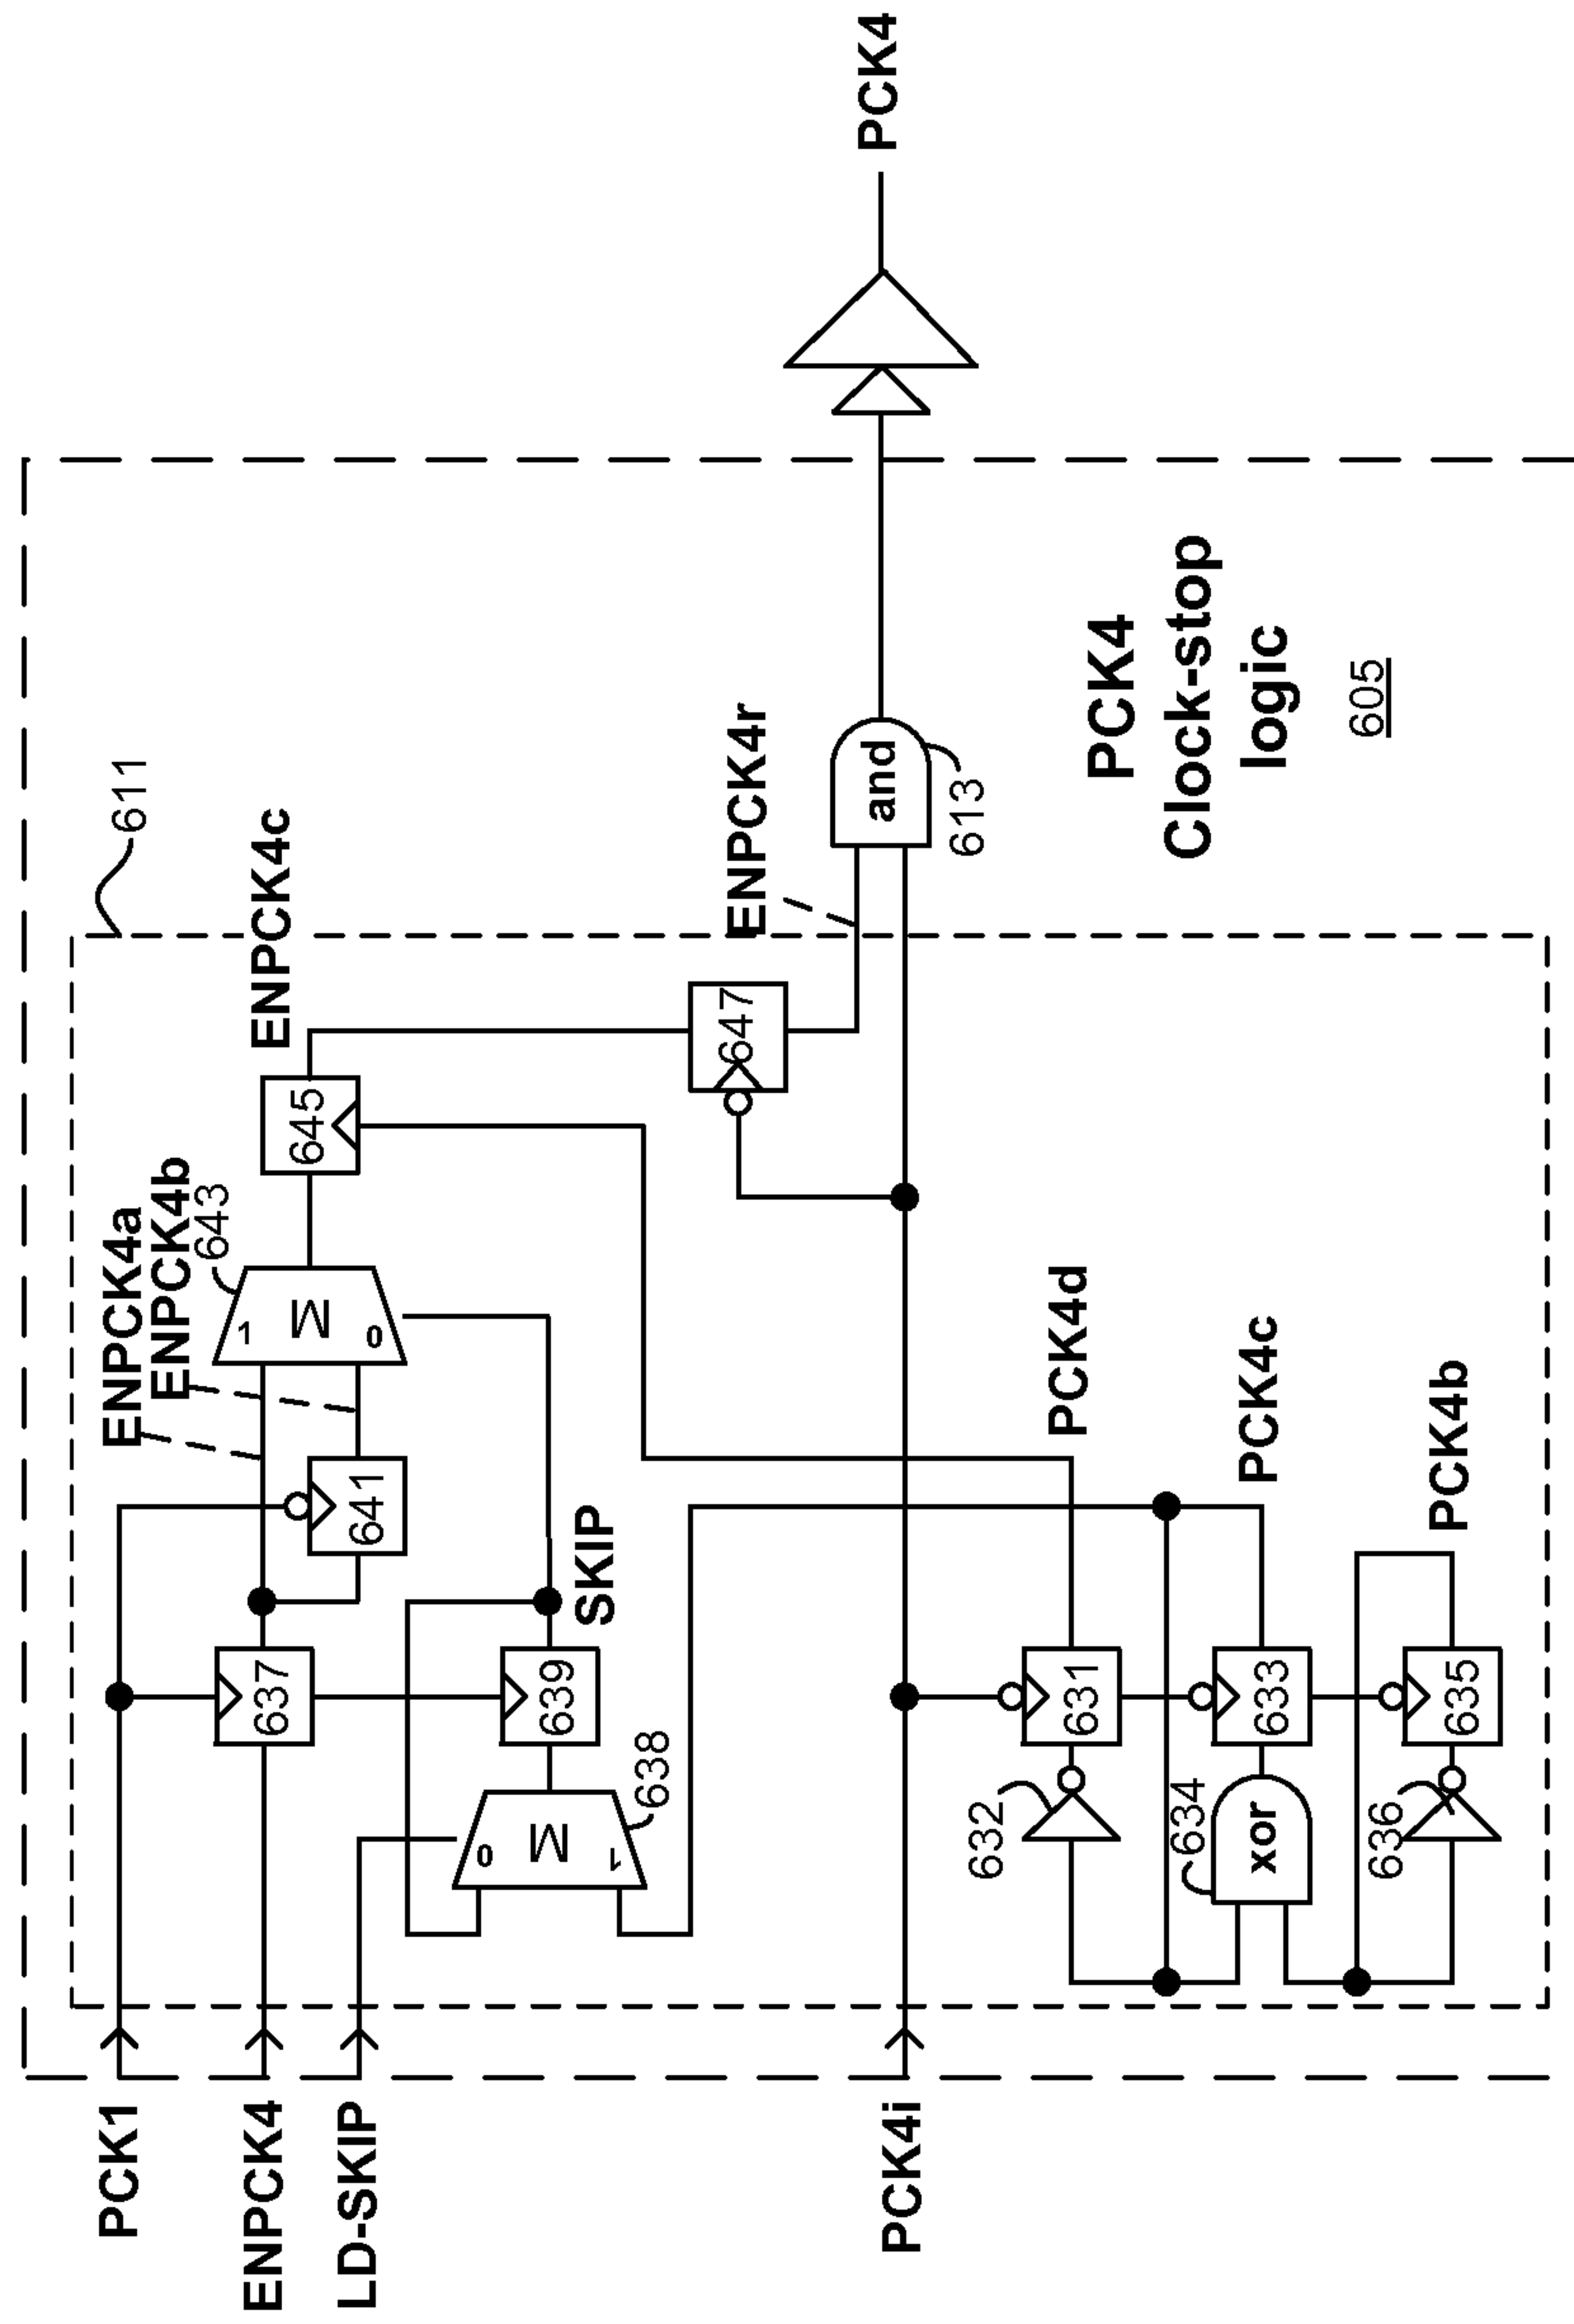 611
ENPCK4a
ENPCK4b
643
ENPCK4c
PCK1
ENPCK4
LD-SKIP
637
641
1
M
0
645
639
SKIP
0
M
1
638
647
ENPCK4r
PCK4i
and
613
PCK4
632
631
PCK4d
634
xor
633
PCK4c
636
635
PCK4b
PCK4
Clock-stop
logic
605